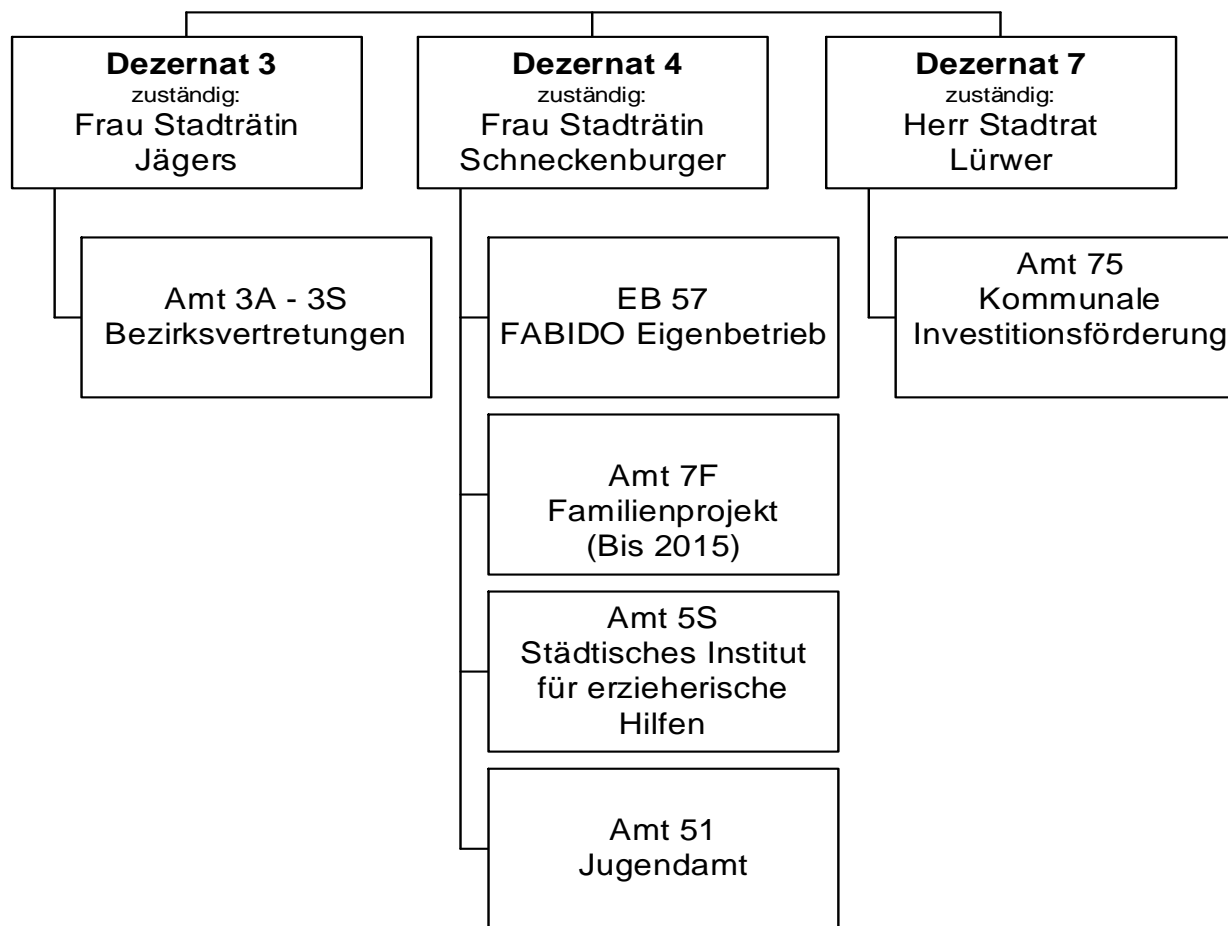 Dezernat 3
zuständig:
Frau Stadträtin
Jägers
Amt 3A - 3S
Bezirksvertretungen
Dezernat 4
zuständig:
Frau Stadträtin
Schneckenburger
EB 57
FABIDO Eigenbetrieb
Amt 7F
Familienprojekt
(Bis 2015)
Amt 5S
Städtisches Institut
für erzieherische
Hilfen
Amt 51
Jugendamt
Dezernat 7
zuständig:
Herr Stadtrat
Lürwer
Amt 75
Kommunale
Investitionsförderung